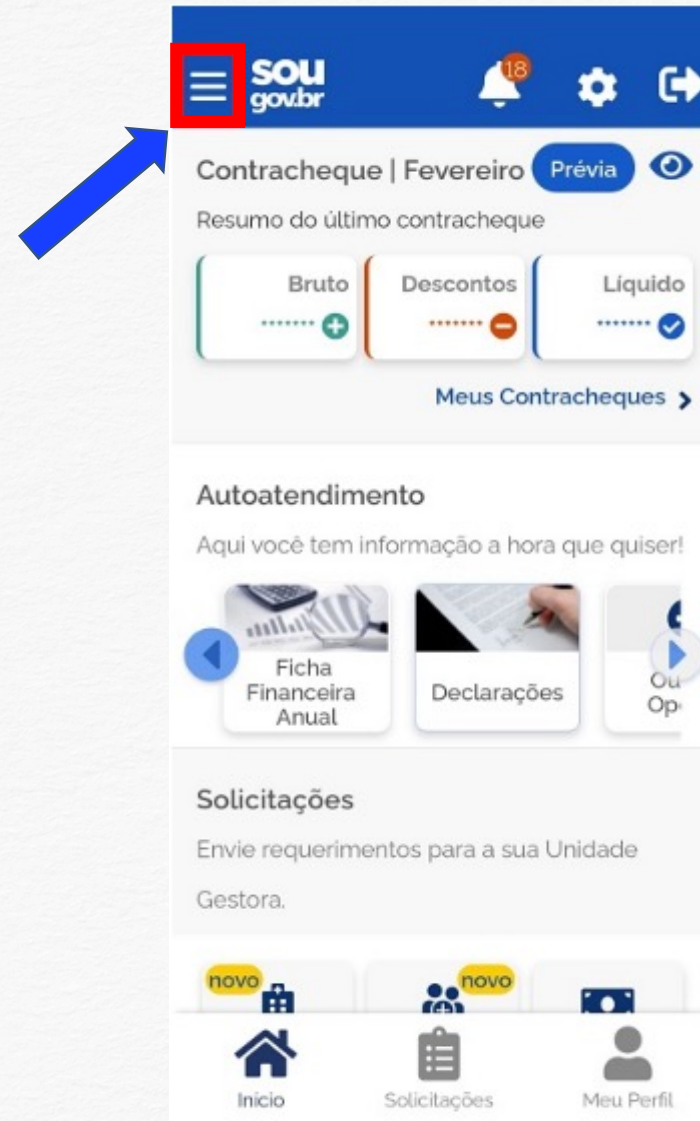 sou
gov.br
18
Contracheque | Fevereiro
Prévia
Resumo do último contracheque
Bruto
Descontos
Líquido
*******
*******
*******
Meus Contracheques
Autoatendimento
Aqui você tem informação a hora que quiser!
Ficha
Financeira
Anual
Declarações
Solicitações
Envie requerimentos para a sua Unidade
Gestora.
novo
novo
Início
Solicitações
Meu Perfil